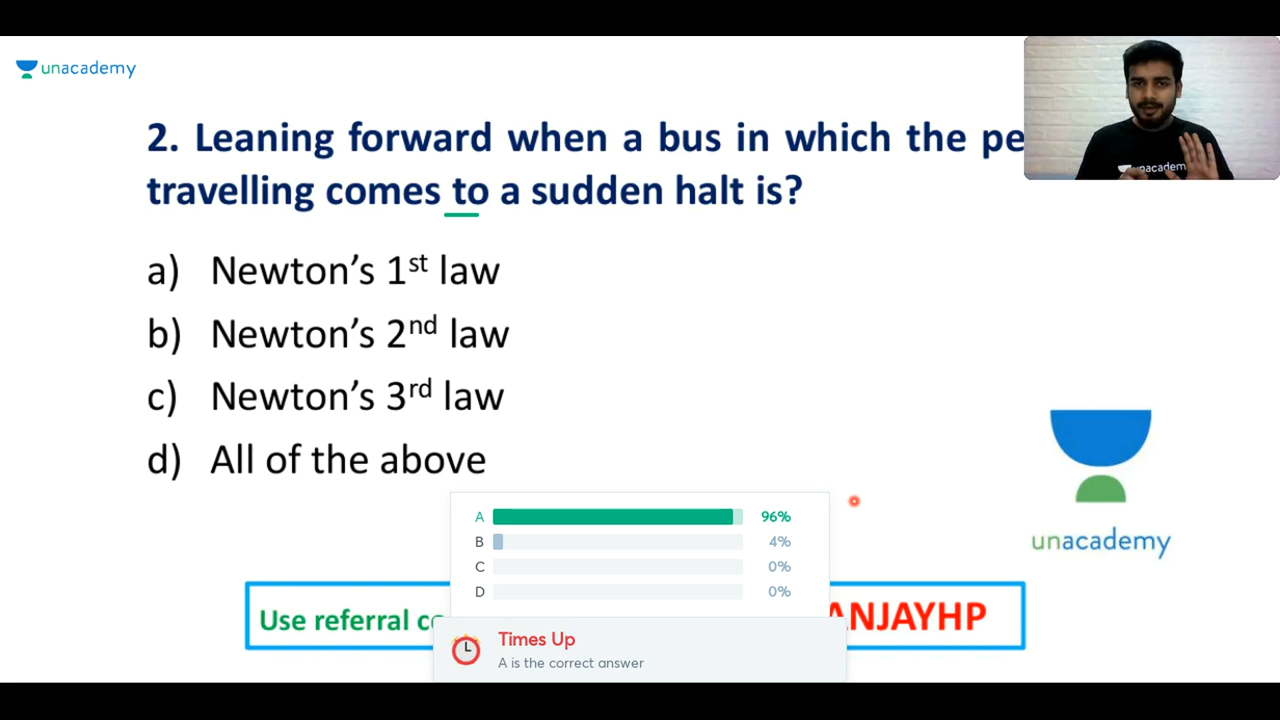 unacademy
2. Leaning forward when a bus in which the
travelling comes to a sudden halt is?
unacademy
a) Newton's 1st law
b) Newton's 2nd law
c) Newton's 3rd law
d) All of the above
A 96%
B 4%
C 0%
D 0%
unacademy
Use referral
Times Up
A is the correct answer